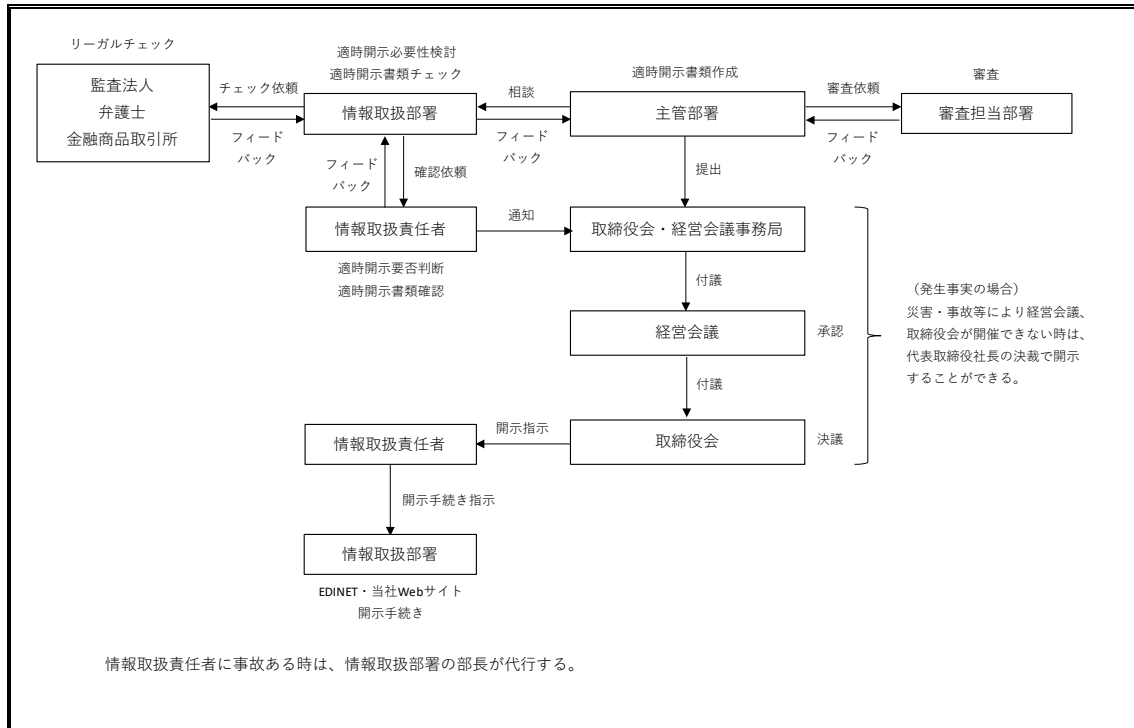 リーガルチェック
監査法人
弁護士
金融商品取引所
チェック依頼
フィード
バック
適時開示必要性検討
適時開示書類チェック
情報取扱部署
相談
フィード
バック
適時開示書類作成
主管部署
審査依頼
フィード
バック
審査
審査担当部署
フィード
バック
確認依頼
提出
情報取扱責任者
適時開示要否判断
適時開示書類確認
通知
取締役会・経営会議事務局
付議
経営会議
承認
付議
取締役会
決議
（発生事実の場合）
災害・事故等により経営会議、
取締役会が開催できない時は、
代表取締役社長の決裁で開示
することができる。
開示指示
情報取扱責任者
開示手続き指示
情報取扱部署
EDINET・当社Webサイト
開示手続き
情報取扱責任者に事故ある時は、情報取扱部署の部長が代行する。